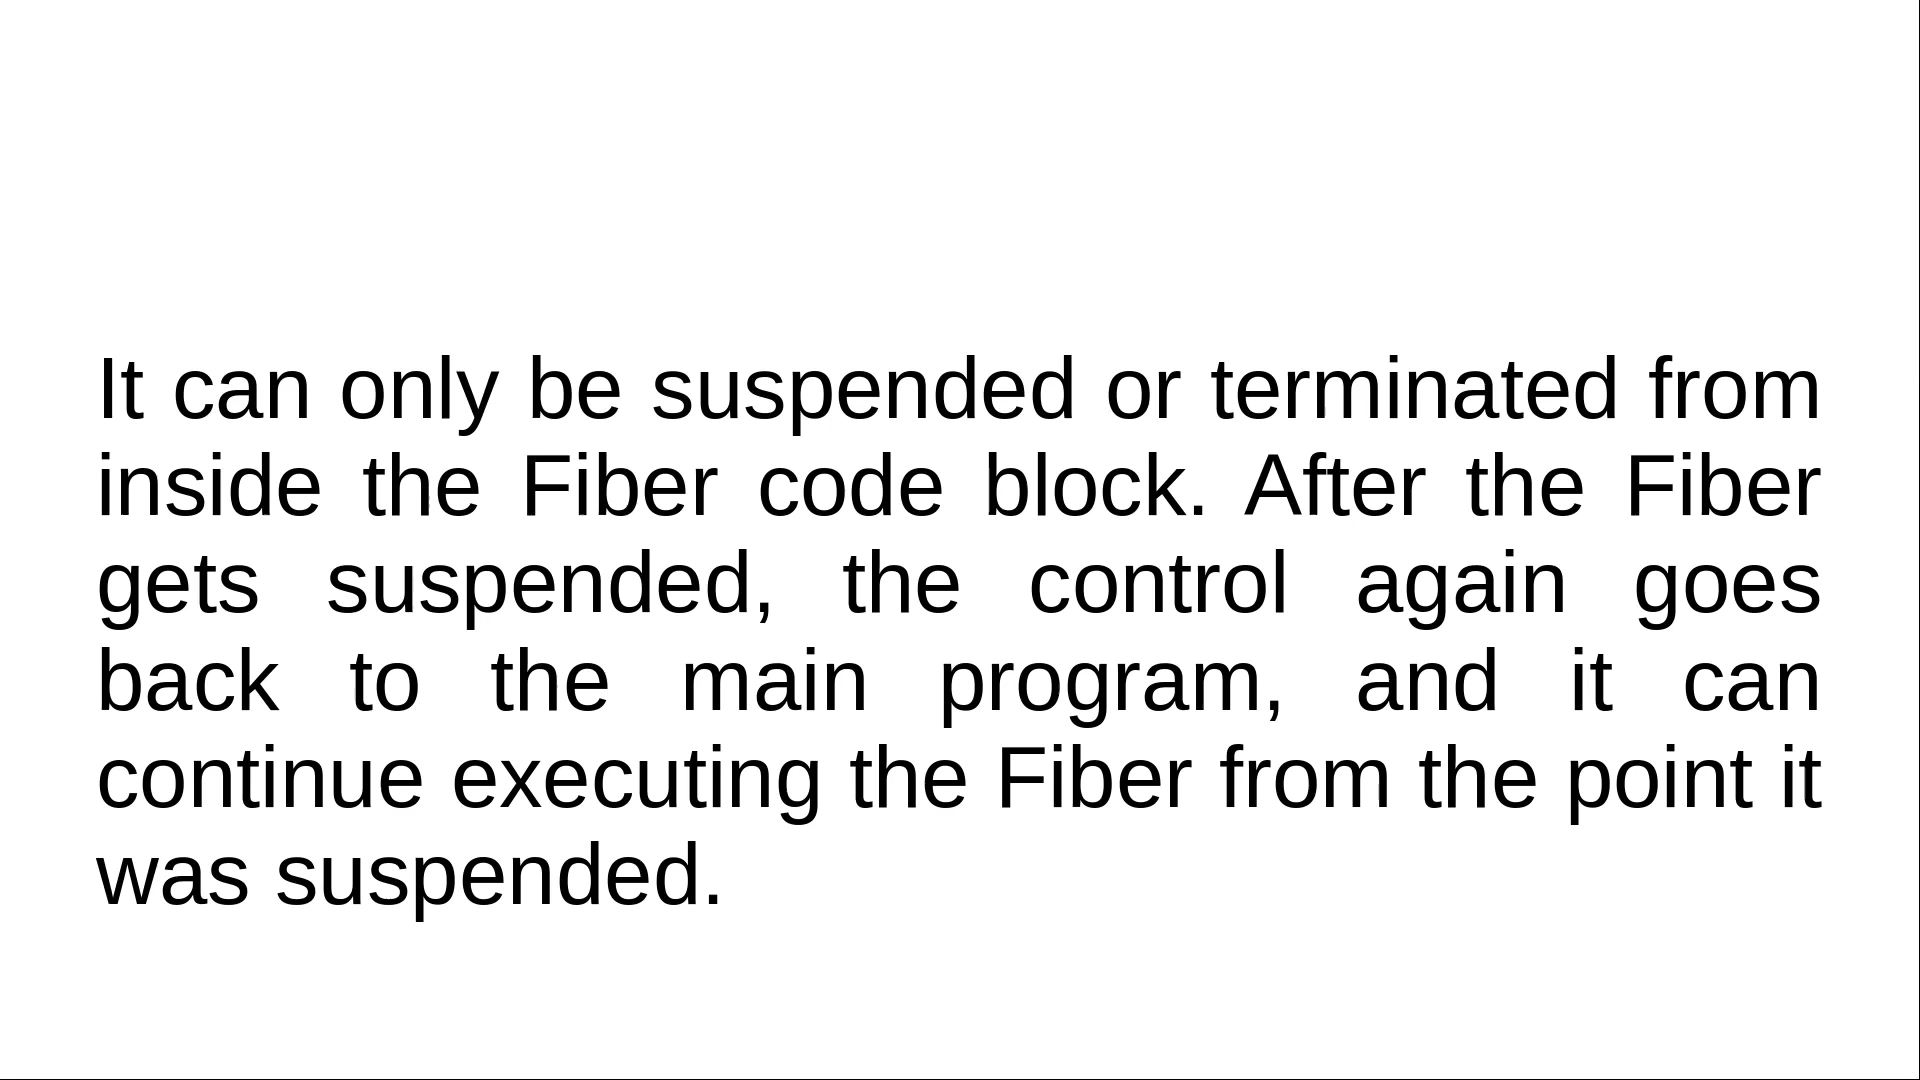 It can only be suspended or terminated from
inside the Fiber code block. After the Fiber
gets suspended, the control again goes
back to the main program, and it can
continue executing the Fiber from the point it
was suspended.